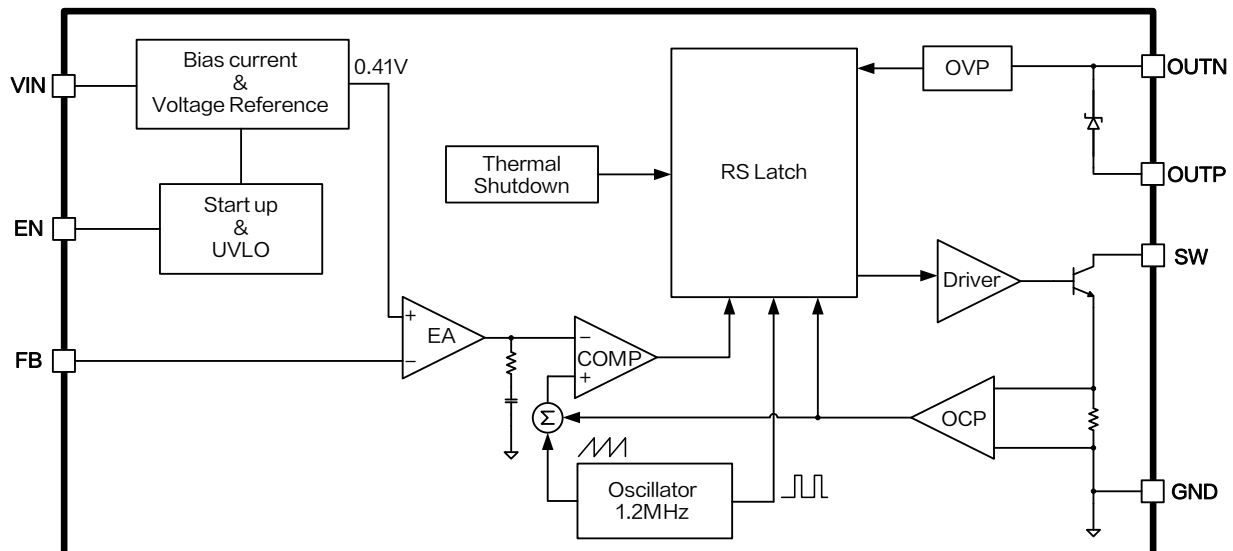 Bias current
&
Voltage Reference
0.41V
VIN
OVP
OUTN
Thermal
Shutdown
RS Latch
OUTP
Start up
&
UVLO
EN
SW
Driver
+
EA
−
FB
−
COMP
+
Σ
OCP
Oscillator
1.2MHz
GND